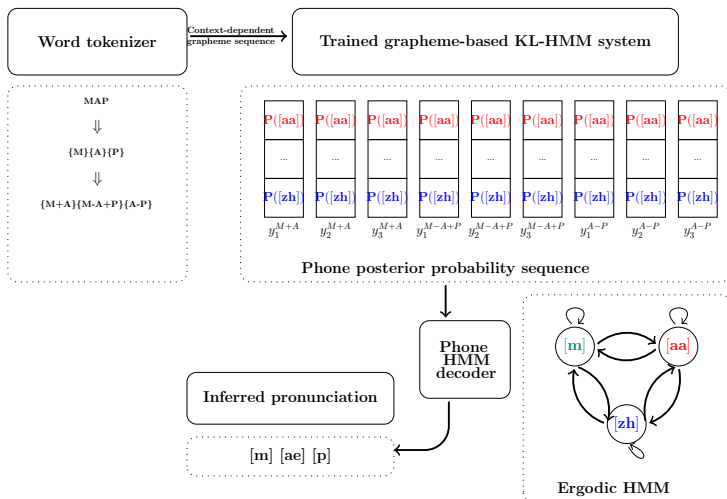 Word tokenizer
Context-dependent
grapheme sequence
Trained grapheme-based KL-HMM system
MAP
⇓
{M}{A}{P}
⇓
{M+A}{M-A+P}{A-P}
P([aa]) P([aa]) P([aa]) P([aa]) P([aa]) P([aa]) P([aa]) P([aa]) P([aa])
... ... ... ... ... ... ... ... ...
P([zh]) P([zh]) P([zh]) P([zh]) P([zh]) P([zh]) P([zh]) P([zh]) P([zh])
y_1^{M+A} y_2^{M+A} y_3^{M+A} y_1^{M-A+P} y_2^{M-A+P} y_3^{M-A+P} y_1^{A-P} y_2^{A-P} y_3^{A-P}
Phone posterior probability sequence
Phone
HMM
decoder
Inferred pronunciation
[m] [ae] [p]
[m]
[aa]
[zh]
Ergodic HMM